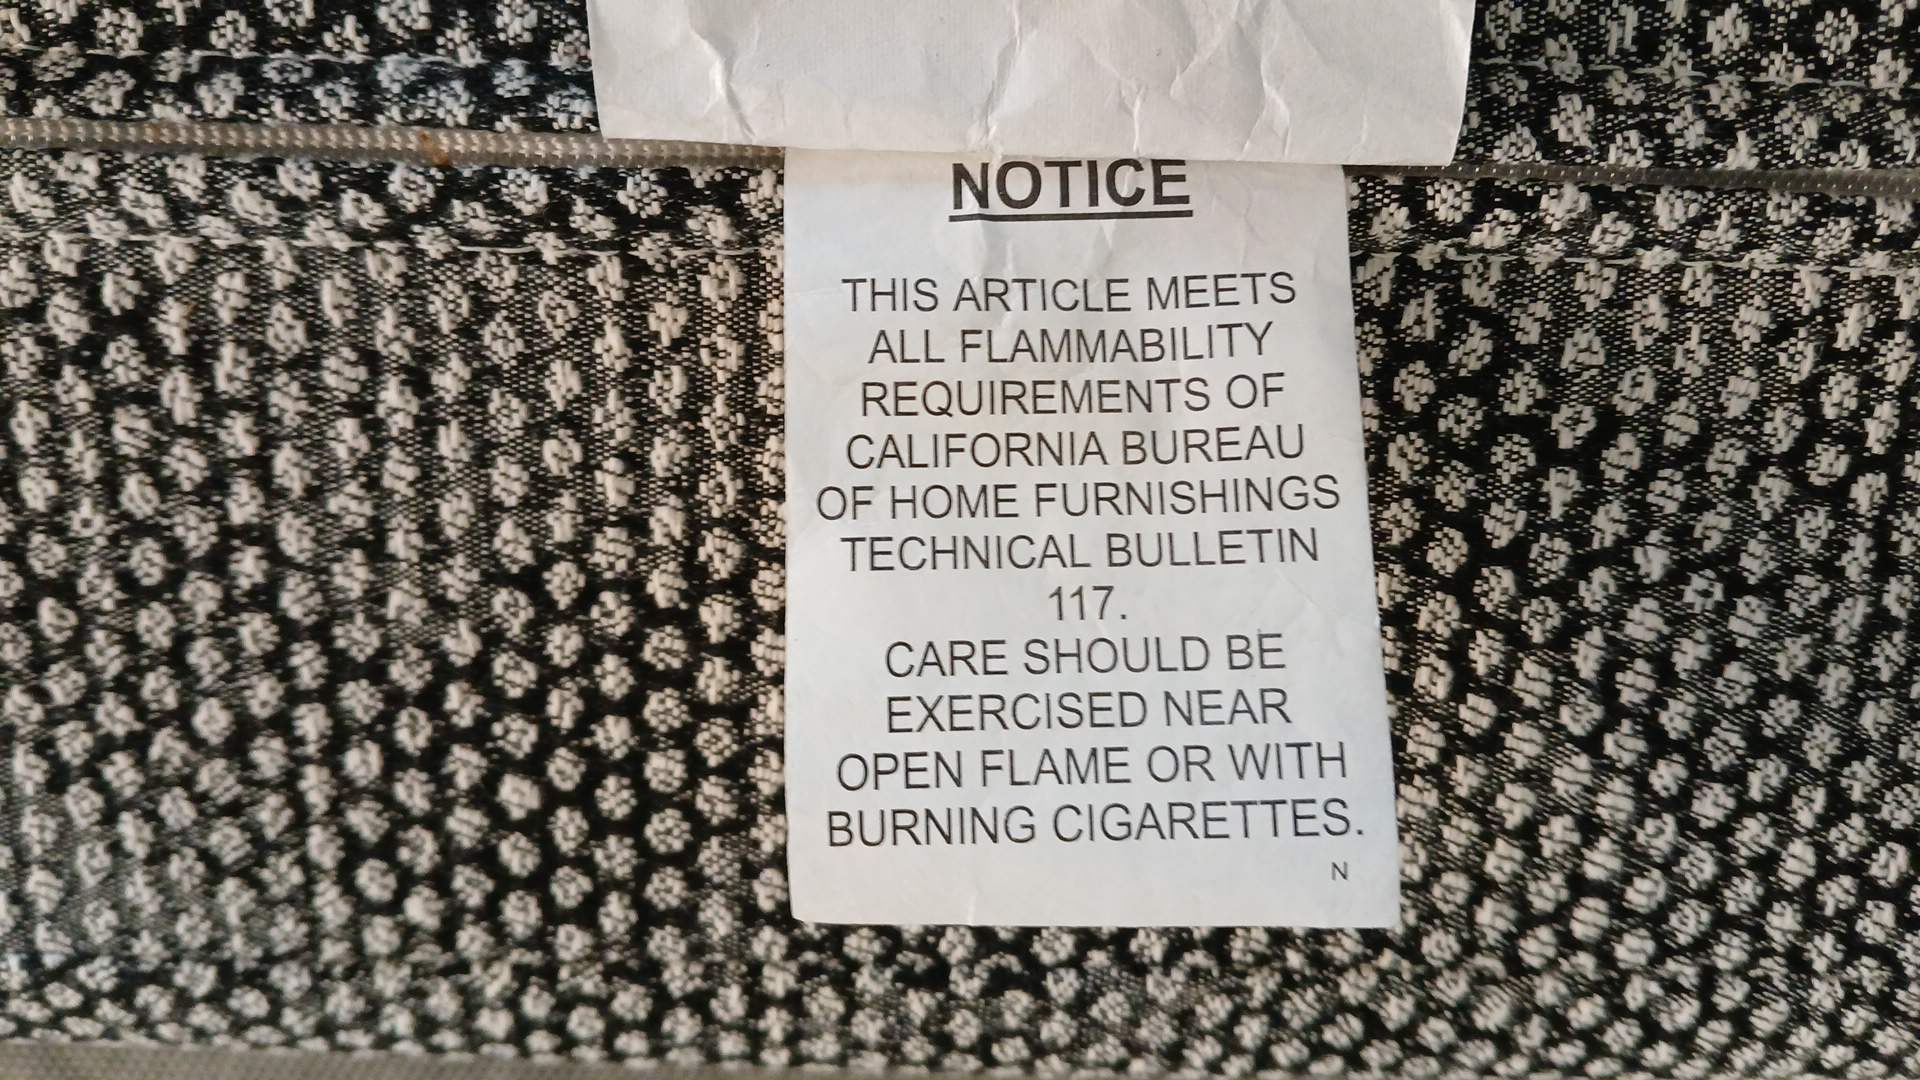 NOTICE
THIS ARTICLE MEETS
ALL FLAMMABILITY
REQUIREMENTS OF
CALIFORNIA BUREAU
OF HOME FURNISHINGS
TECHNICAL BULLETIN
117.
CARE SHOULD BE
EXERCISED NEAR
OPEN FLAME OR WITH
BURNING CIGARETTES.
N